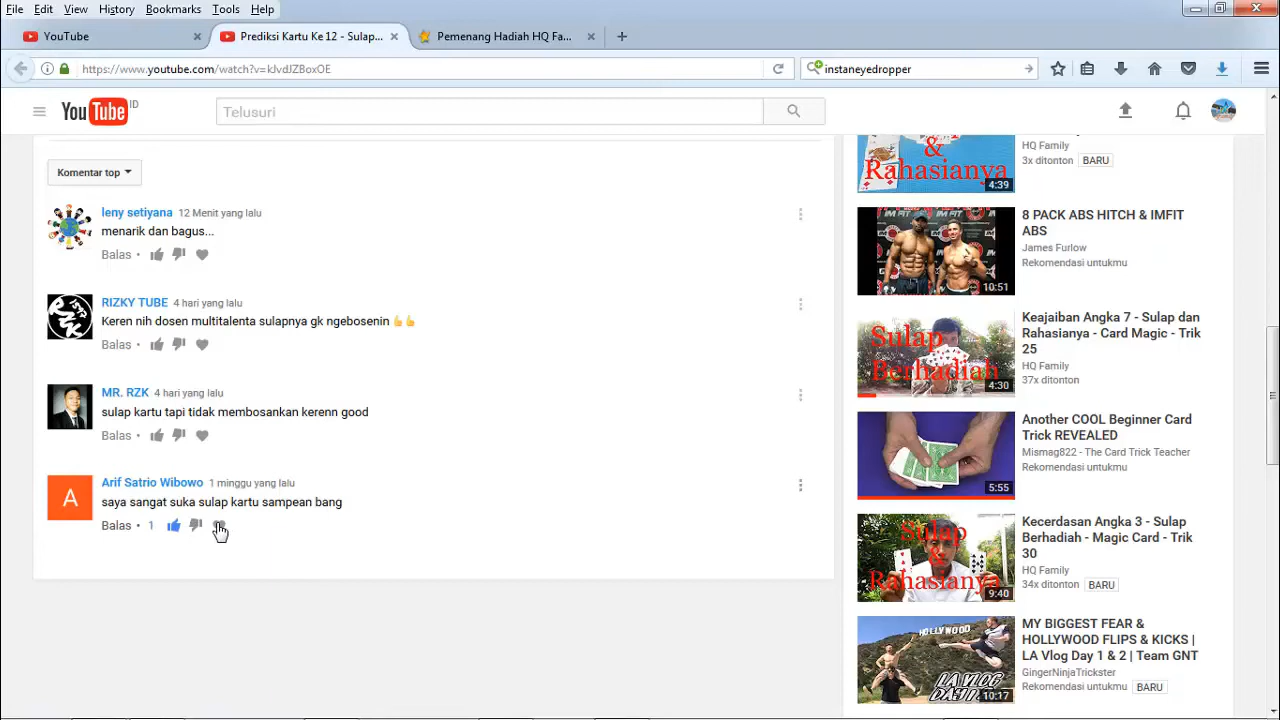 File Edit View History Bookmarks Tools Help
YouTube
Prediksi Kartu Ke 12 - Sulap...
Pemenang Hadiah HQ Fa...
https://www.youtube.com/watch?v=kJvdJZBoxOE
instaneyedropper
YouTube ID
Telusuri
Komentar top
leny setiyana 12 Menit yang lalu
menarik dan bagus...
Balas
RIZKY TUBE 4 hari yang lalu
Keren nih dosen multitalenta sulapnya gk ngebosenin 👍👍
Balas
MR. RZK 4 hari yang lalu
sulap kartu tapi tidak membosankan kerenn good
Balas
A
Arif Satrio Wibowo 1 minggu yang lalu
saya sangat suka sulap kartu sampean bang
Balas 1
&
Rahasianya
4:39
HQ Family
3x ditonton BARU
IM FIT
10:51
8 PACK ABS HITCH & IMFIT
ABS
James Furlow
Rekomendasi untukmu
Sulap
Berhadiah
4:30
Keajaiban Angka 7 - Sulap dan
Rahasianya - Card Magic - Trik
25
HQ Family
37x ditonton
5:55
Another COOL Beginner Card
Trick REVEALED
Mismag822 - The Card Trick Teacher
Rekomendasi untukmu
Sulap
&
Rahasianya
9:40
Kecerdasan Angka 3 - Sulap
Berhadiah - Magic Card - Trik
30
HQ Family
34x ditonton BARU
HOLLYWOOD
LA VLOG
DAY 1 & 2
10:17
MY BIGGEST FEAR &
HOLLYWOOD FLIPS & KICKS |
LA Vlog Day 1 & 2 | Team GNT
GingerNinjaTrickster
Rekomendasi untukmu BARU